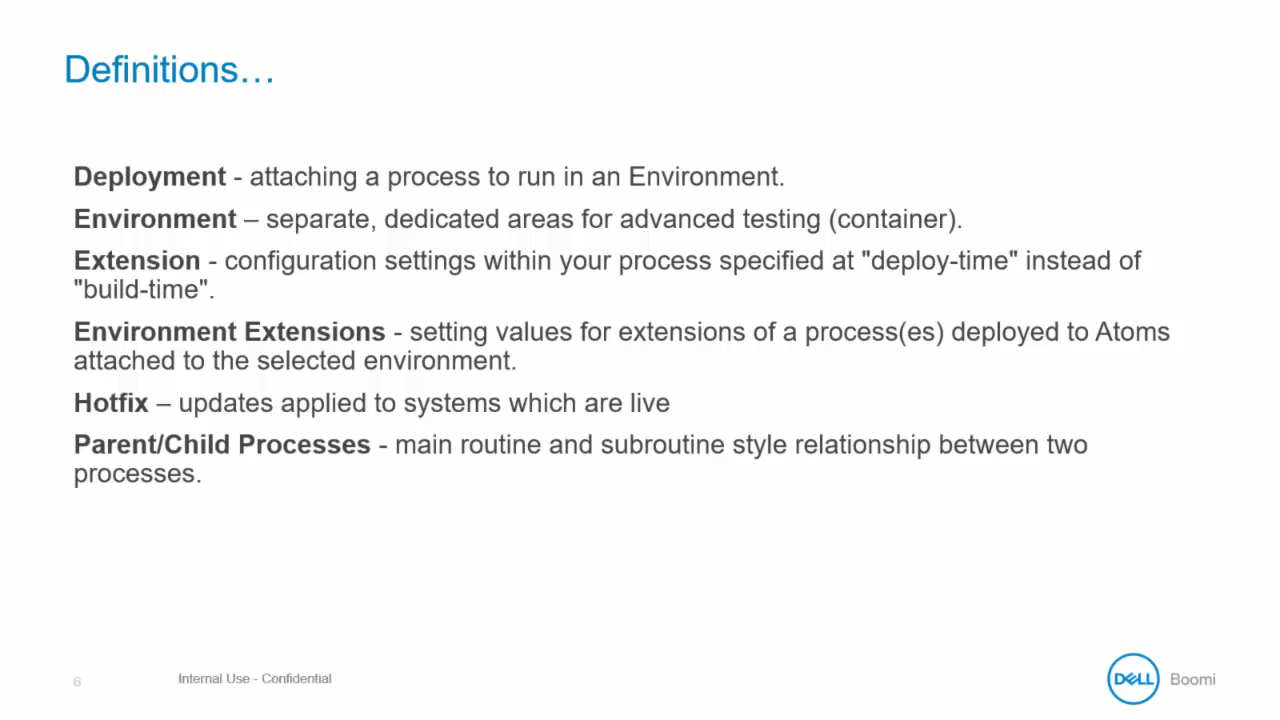 Definitions…
Deployment - attaching a process to run in an Environment.
Environment – separate, dedicated areas for advanced testing (container).
Extension - configuration settings within your process specified at "deploy-time" instead of
"build-time".
Environment Extensions - setting values for extensions of a process(es) deployed to Atoms
attached to the selected environment.
Hotfix – updates applied to systems which are live
Parent/Child Processes - main routine and subroutine style relationship between two
processes.
6
Internal Use - Confidential
DELL Boomi